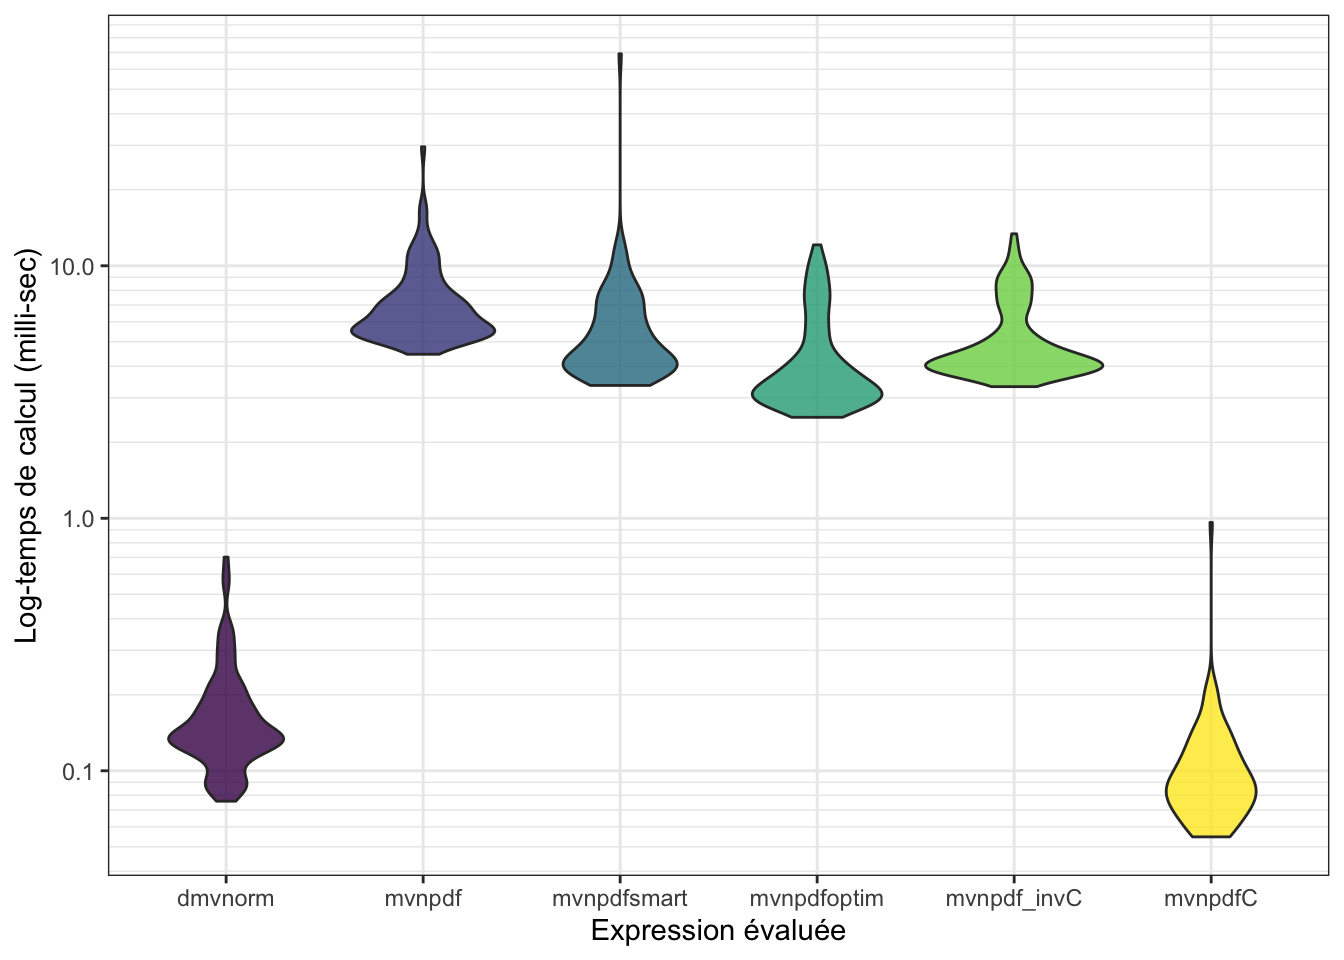 Log-temps de calcul (milli-sec)
10.0
1.0
0.1
dmvnorm
mvnpdf
mvnpdfsmart
mvnpdfoptim
mvnpdf_invC
mvnpdfC
Expression évaluée